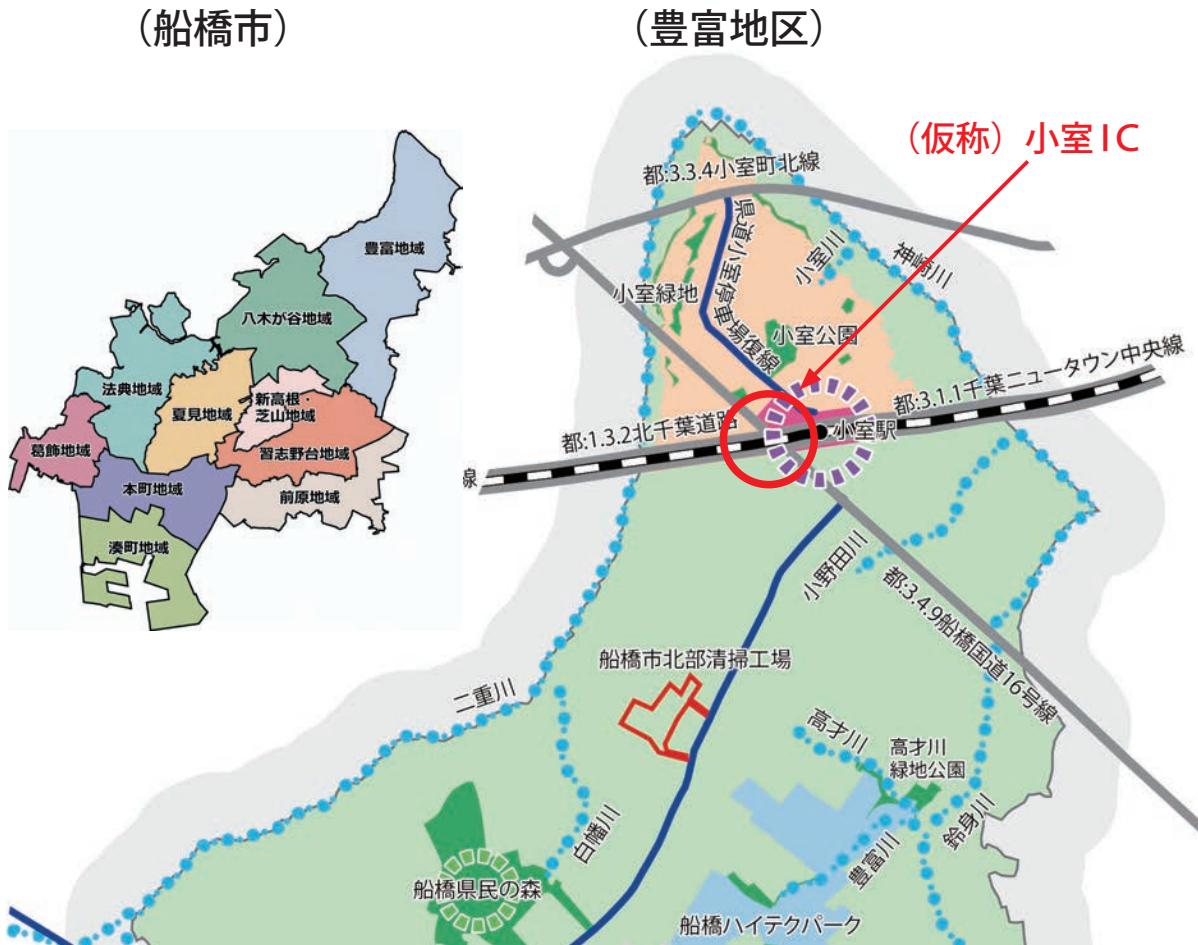 （船橋市）
（豊富地区）
（仮称）小室IC
豊富地域
八木が谷地域
法典地域
夏見地域
新高根・
芝山地域
葛飾地域
習志野台地域
本町地域
前原地域
湊町地域
都:3.3.4小室町北線
県道小室停車場復線
小室川
神崎川
小室緑地
小室公園
都:3.1.1千葉ニュータウン中央線
都:1.3.2北千葉道路
小室駅
線
小野田川
都:3.4.9船橋国道16号線
船橋市北部清掃工場
二重川
高才川
高才川
緑地公園
鈴身川
白幡川
豊富川
船橋県民の森
船橋ハイテクパーク